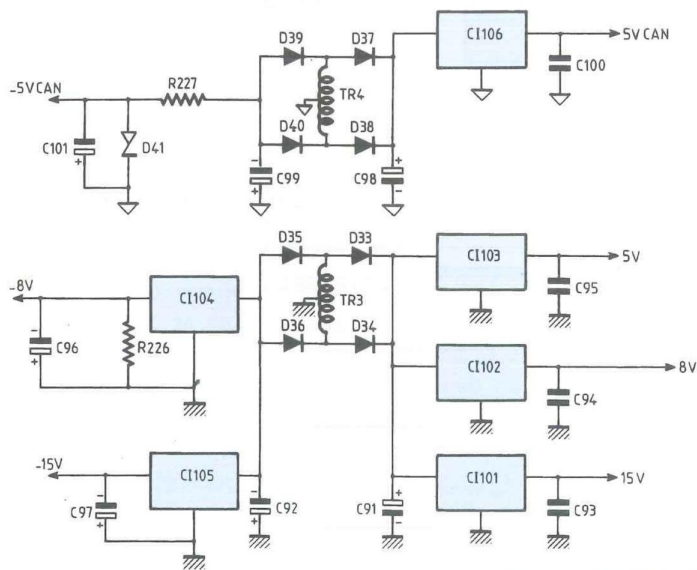 D39 D37
CI106
5V CAN
C100
-5V CAN
R227
TR4
D40 D38
C101
+
D41
-
C99
+
+
C98
-
D35 D33
CI103
5V
C95
-8V
CI104
TR3
-
C96
+
R226
D36 D34
CI102
8V
C94
-15V
CI105
-
C97
+
-
C92
+
+
C91
-
CI101
15V
C93